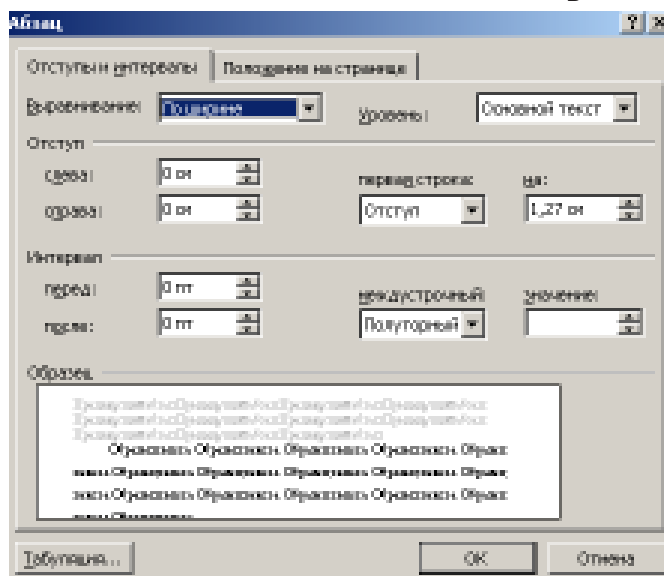 Абзац
Отступы и интервалы Положение на странице
Выравнивание: По ширине Уровень: Основной текст
Отступ
слева: 0 см первая строка: на:
справа: 0 см Отступ 1,27 см
Интервал
перед: 0 пт междустрочный: значение:
после: 0 пт Полуторный
Образец
Табуляция... ОК Отмена